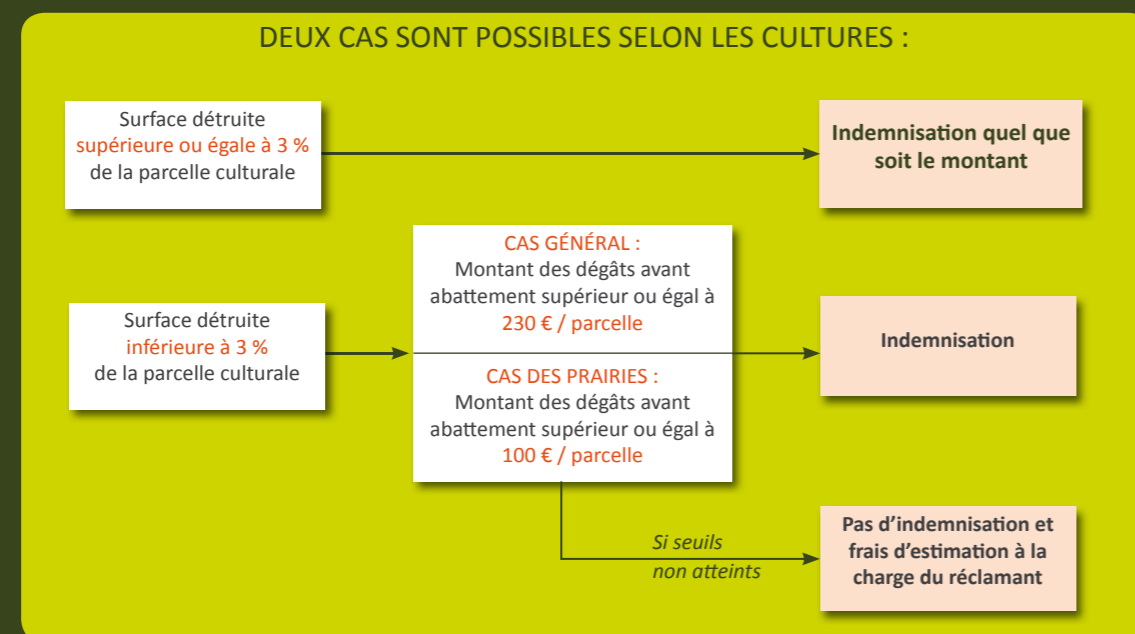 DEUX CAS SONT POSSIBLES SELON LES CULTURES :
Surface détruite
supérieure ou égale à 3 %
de la parcelle culturale
Indemnisation quel que
soit le montant
Surface détruite
inférieure à 3 %
de la parcelle culturale
CAS GÉNÉRAL :
Montant des dégâts avant
abattement supérieur ou égal à
230 € / parcelle
CAS DES PRAIRIES :
Montant des dégâts avant
abattement supérieur ou égal à
100 € / parcelle
Indemnisation
Si seuils
non atteints
Pas d'indemnisation et
frais d'estimation à la
charge du réclamant